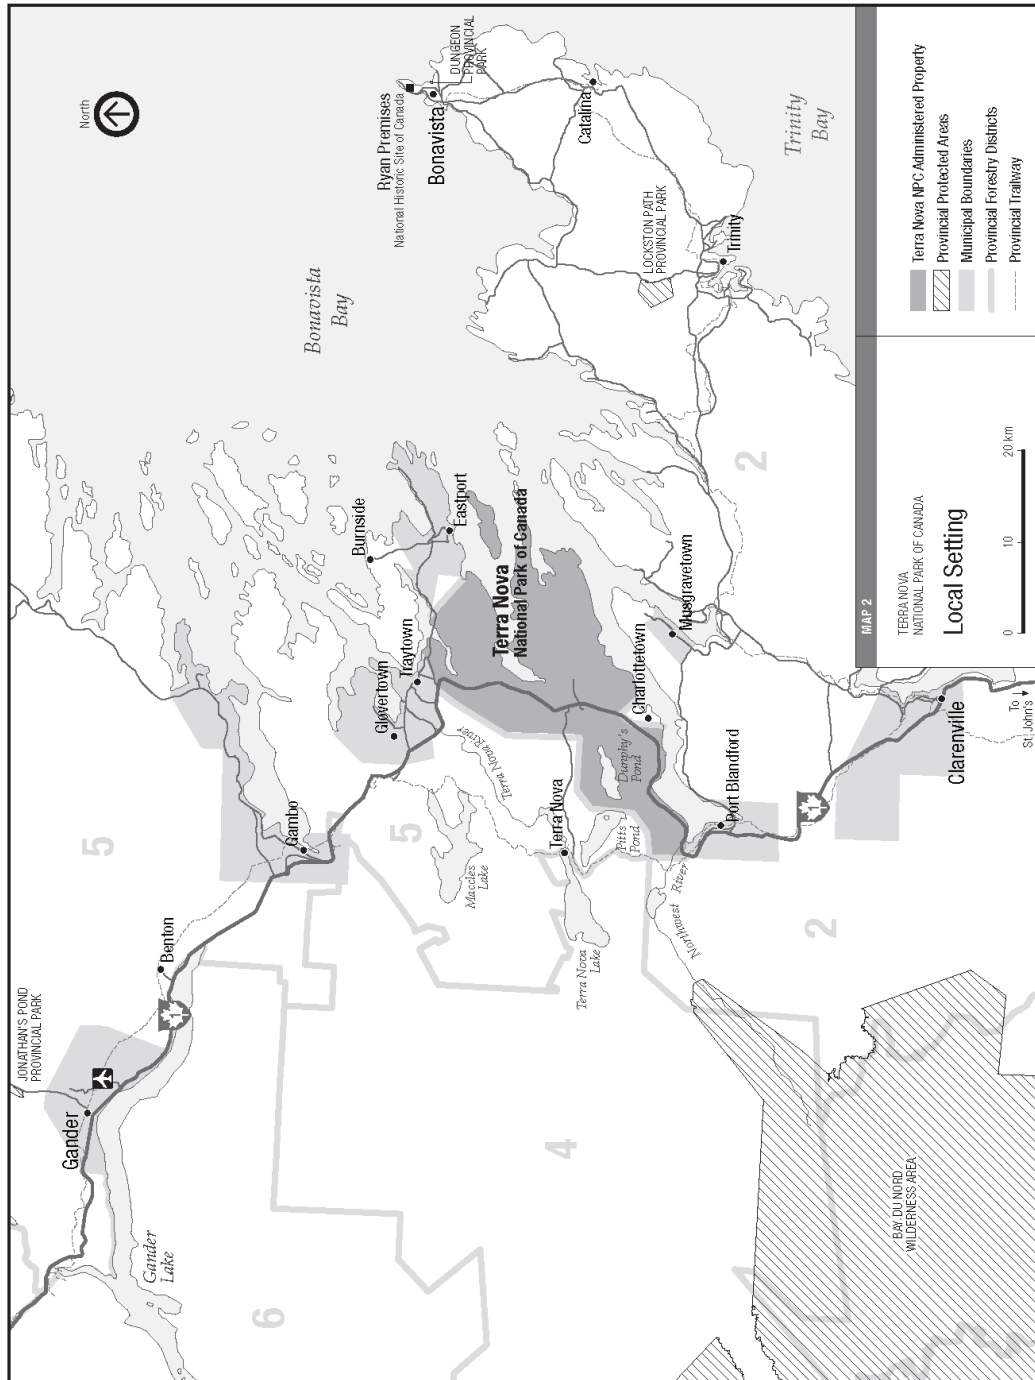 North
JONATHAN'S POND
PROVINCIAL PARK
Gander
1
Benton
Gander
Lake
5
Gambo
6
5
4
Glovertown
Traytown
Burnside
Eastport
Bonavista
Bay
Ryan Premises
National Historic Site of Canada
DUNGEON
PROVINCIAL
PARK
Bonavista
Catalina
Trinity
Bay
LOCKSTON PATH
PROVINCIAL PARK
Trinity
Terra Nova
National Park of Canada
Terra Nova River
Maccles
Lake
Terra Nova
Terra Nova
Lake
Pitts
Pond
Dunphy's
Pond
Charlottetown
Musgravetown
Northwest River
Port Blandford
1
2
2
Clarenville
To
St. John's
BAY DU NORD
WILDERNESS AREA
MAP 2
TERRA NOVA
NATIONAL PARK OF CANADA
Local Setting
0 10 20 km
Terra Nova NPC Administered Property
Provincial Protected Areas
Municipal Boundaries
Provincial Forestry Districts
Provincial Trailway